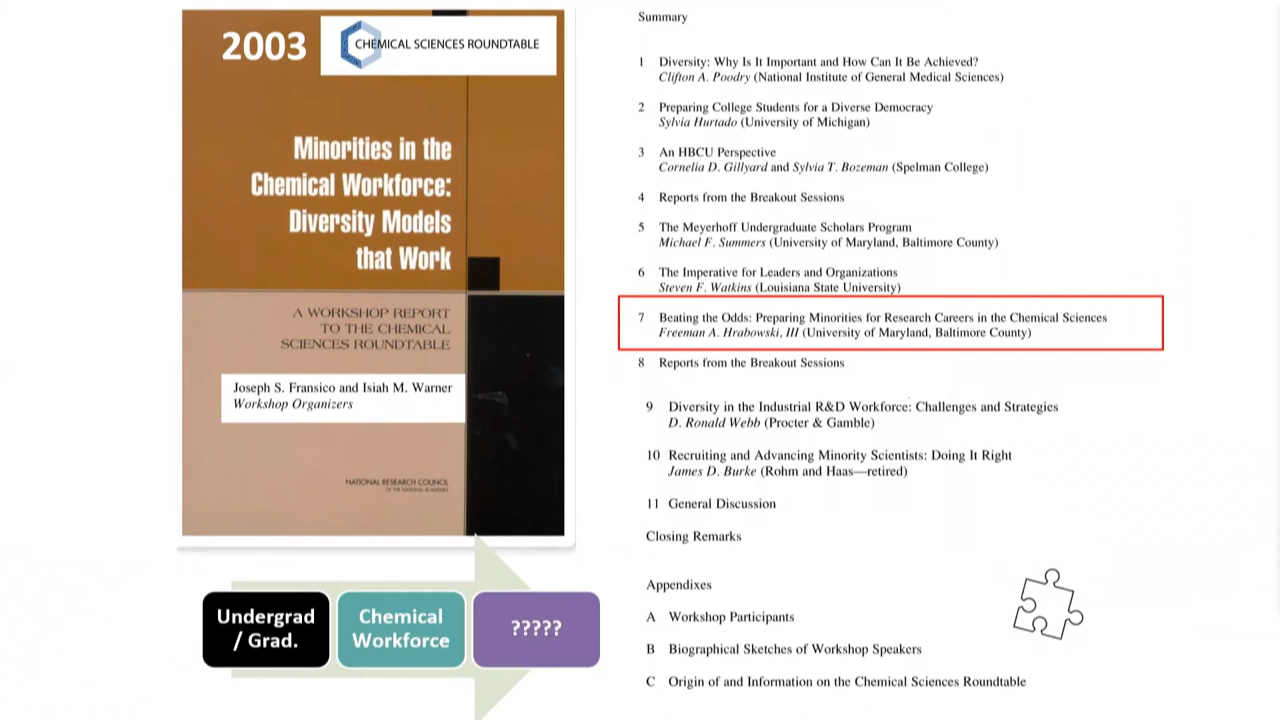 2003
CHEMICAL SCIENCES ROUNDTABLE
Minorities in the
Chemical Workforce:
Diversity Models
that Work
A WORKSHOP REPORT
TO THE CHEMICAL
SCIENCES ROUNDTABLE
Joseph S. Fransico and Isiah M. Warner
Workshop Organizers
NATIONAL RESEARCH COUNCIL
OF THE NATIONAL ACADEMIES
Undergrad
/ Grad.
Chemical
Workforce
?????
Summary
1 Diversity: Why Is It Important and How Can It Be Achieved?
Clifton A. Poodry (National Institute of General Medical Sciences)
2 Preparing College Students for a Diverse Democracy
Sylvia Hurtado (University of Michigan)
3 An HBCU Perspective
Cornelia D. Gillyard and Sylvia T. Bozeman (Spelman College)
4 Reports from the Breakout Sessions
5 The Meyerhoff Undergraduate Scholars Program
Michael F. Summers (University of Maryland, Baltimore County)
6 The Imperative for Leaders and Organizations
Steven F. Watkins (Louisiana State University)
7 Beating the Odds: Preparing Minorities for Research Careers in the Chemical Sciences
Freeman A. Hrabowski, III (University of Maryland, Baltimore County)
8 Reports from the Breakout Sessions
9 Diversity in the Industrial R&D Workforce: Challenges and Strategies
D. Ronald Webb (Procter & Gamble)
10 Recruiting and Advancing Minority Scientists: Doing It Right
James D. Burke (Rohm and Haas—retired)
11 General Discussion
Closing Remarks
Appendixes
A Workshop Participants
B Biographical Sketches of Workshop Speakers
C Origin of and Information on the Chemical Sciences Roundtable